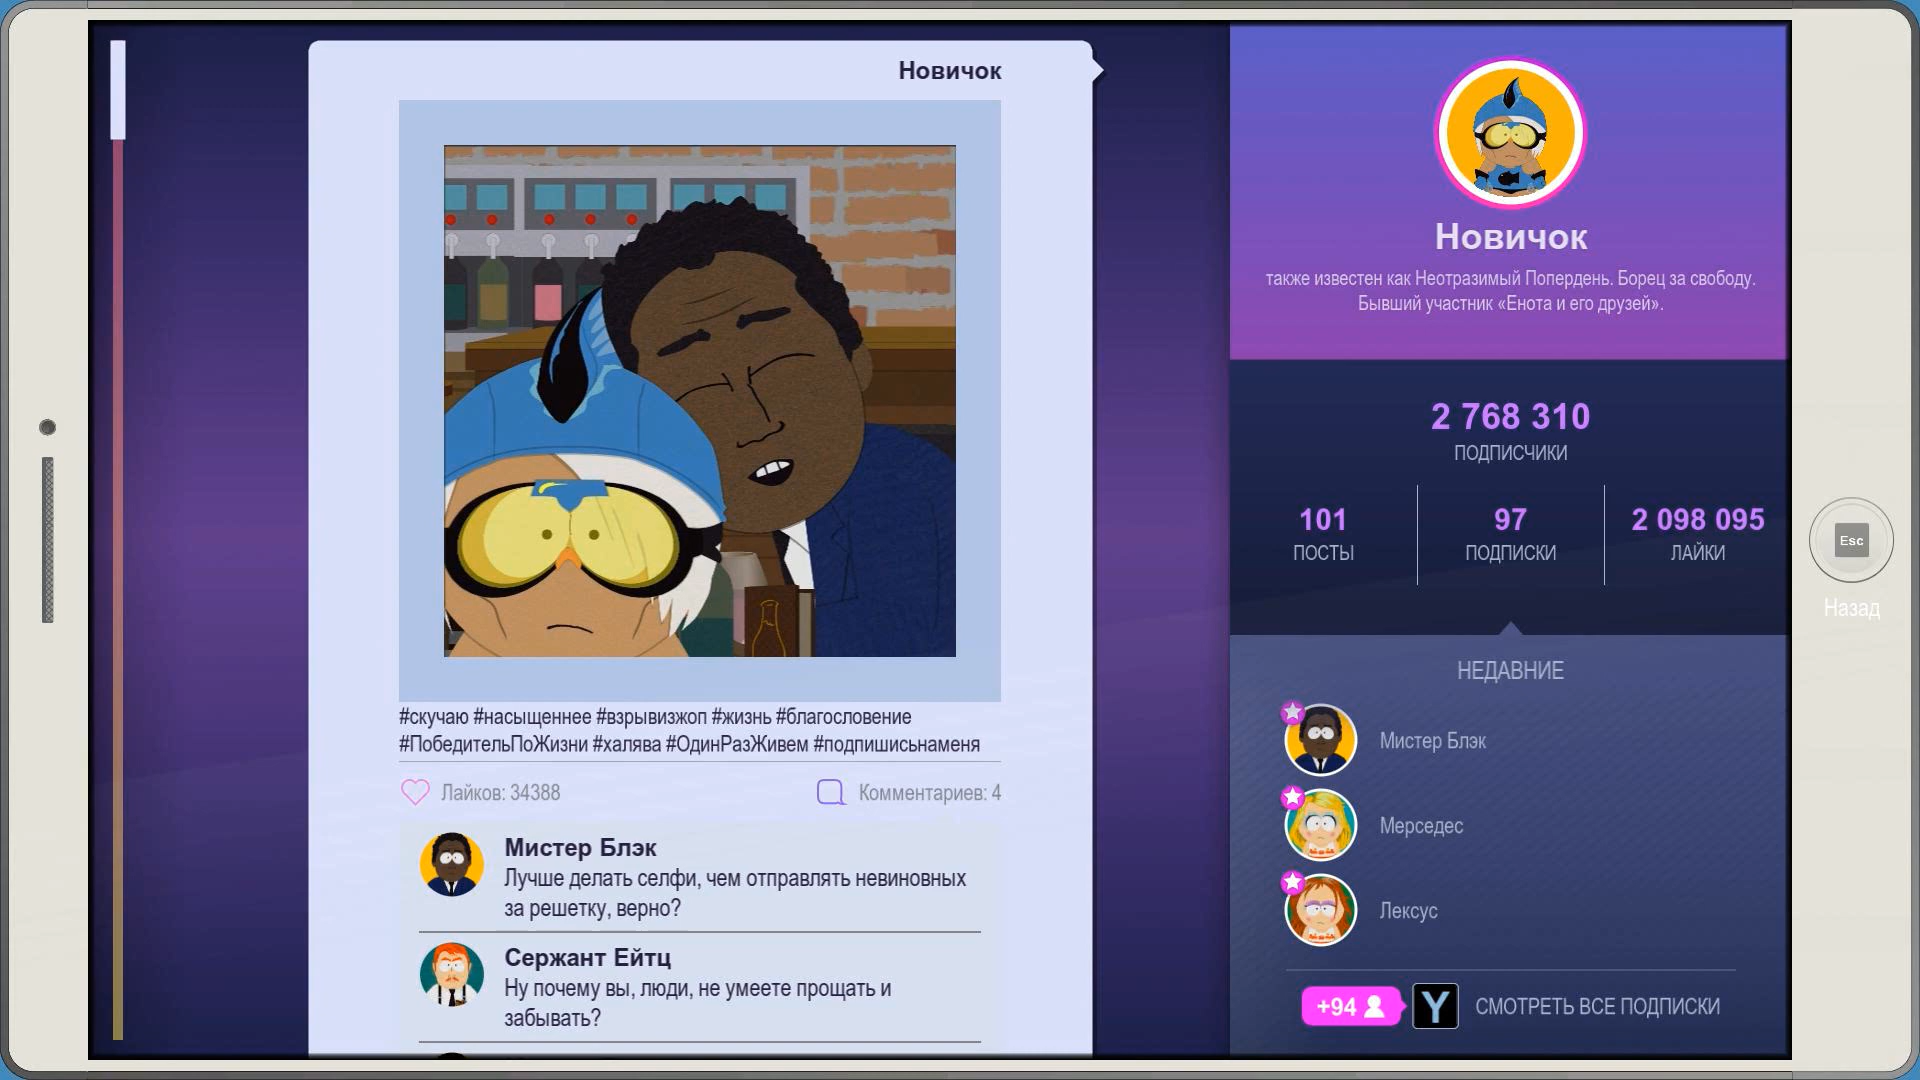 Новичок
#скучаю #насыщеннее #взрывизжоп #жизнь #благословение
#ПобедительПоЖизни #халява #ОдинРазЖивем #подпишисьнаменя
Лайков: 34388
Комментариев: 4
Мистер Блэк
Лучше делать селфи, чем отправлять невиновных
за решетку, верно?
Сержант Ейтц
Ну почему вы, люди, не умеете прощать и
забывать?
Новичок
также известен как Неотразимый Попердень. Борец за свободу.
Бывший участник «Енота и его друзей».
2 768 310
ПОДПИСЧИКИ
101
ПОСТЫ
97
ПОДПИСКИ
2 098 095
ЛАЙКИ
НЕДАВНИЕ
Мистер Блэк
Мерседес
Лексус
+94
Y
СМОТРЕТЬ ВСЕ ПОДПИСКИ
Esc
Назад